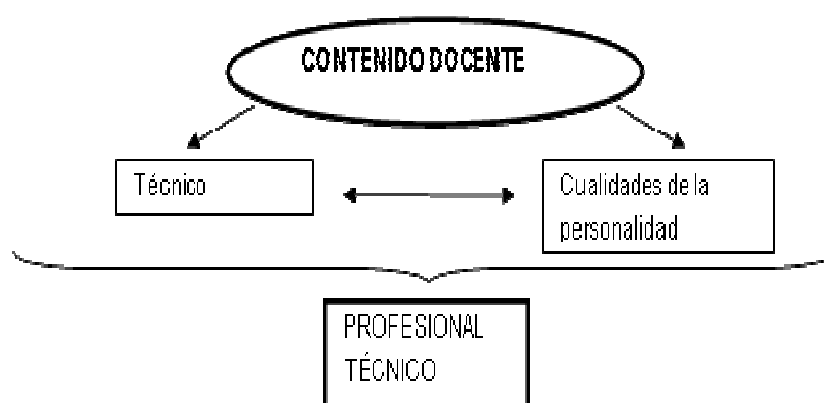 CONTENIDO DOCENTE
Técnico
Cualidades de la
personalidad
PROFESIONAL
TÉCNICO